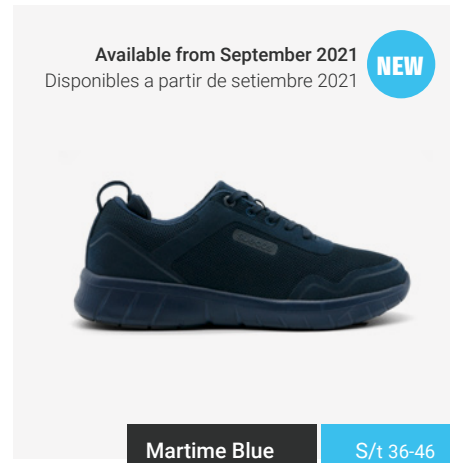 Available from September 2021
Disponibles a partir de setiembre 2021
NEW
Martime Blue
S/t 36-46